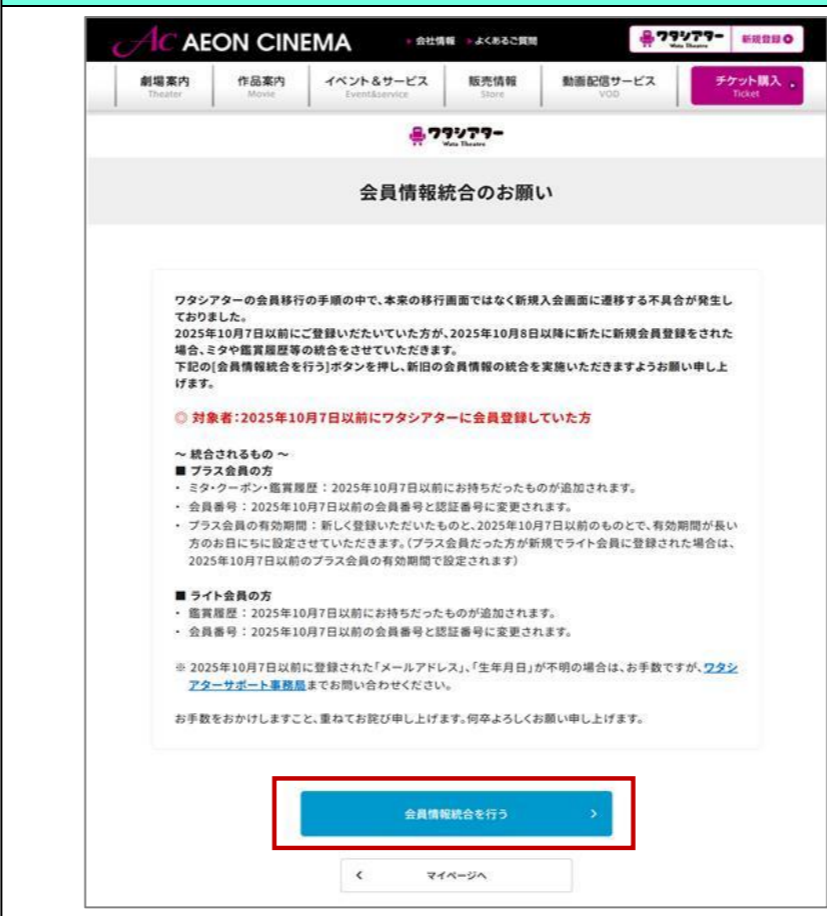 Ac AEON CINEMA
会社情報 よくあるご質問
ワタシアター
Wata Theatre
新規登録
劇場案内
Theater
作品案内
Movie
イベント&サービス
Event&service
販売情報
Store
動画配信サービス
VOD
チケット購入
Ticket
ワタシアター
Wata Theatre
会員情報統合のお願い
ワタシアターの会員移行の手順の中で、本来の移行画面ではなく新規入会画面に遷移する不具合が発生し
ておりました。
2025年10月7日以前にご登録いだたいていた方が、2025年10月8日以降に新たに新規会員登録をされた
場合、ミタや鑑賞履歴等の統合をさせていただきます。
下記の[会員情報統合を行う]ボタンを押し、新旧の会員情報の統合を実施いただきますようお願い申し上
げます。
◎ 対象者:2025年10月7日以前にワタシアターに会員登録していた方
~ 統合されるもの ~
■ プラス会員の方
・ ミタ・クーポン・鑑賞履歴：2025年10月7日以前にお持ちだったものが追加されます。
・ 会員番号：2025年10月7日以前の会員番号と認証番号に変更されます。
・ プラス会員の有効期間：新しく登録いただいたものと、2025年10月7日以前のものとで、有効期間が長い
方のお日にちに設定させていただきます。(プラス会員だった方が新規でライト会員に登録された場合は、
2025年10月7日以前のプラス会員の有効期間で設定されます)
■ ライト会員の方
・ 鑑賞履歴：2025年10月7日以前にお持ちだったものが追加されます。
・ 会員番号：2025年10月7日以前の会員番号と認証番号に変更されます。
※ 2025年10月7日以前に登録された「メールアドレス」、「生年月日」が不明の場合は、お手数ですが、ワタシ
アターサポート事務局までお問い合わせください。
お手数をおかけしますこと、重ねてお詫び申し上げます。何卒よろしくお願い申し上げます。
会員情報統合を行う >
< マイページへ